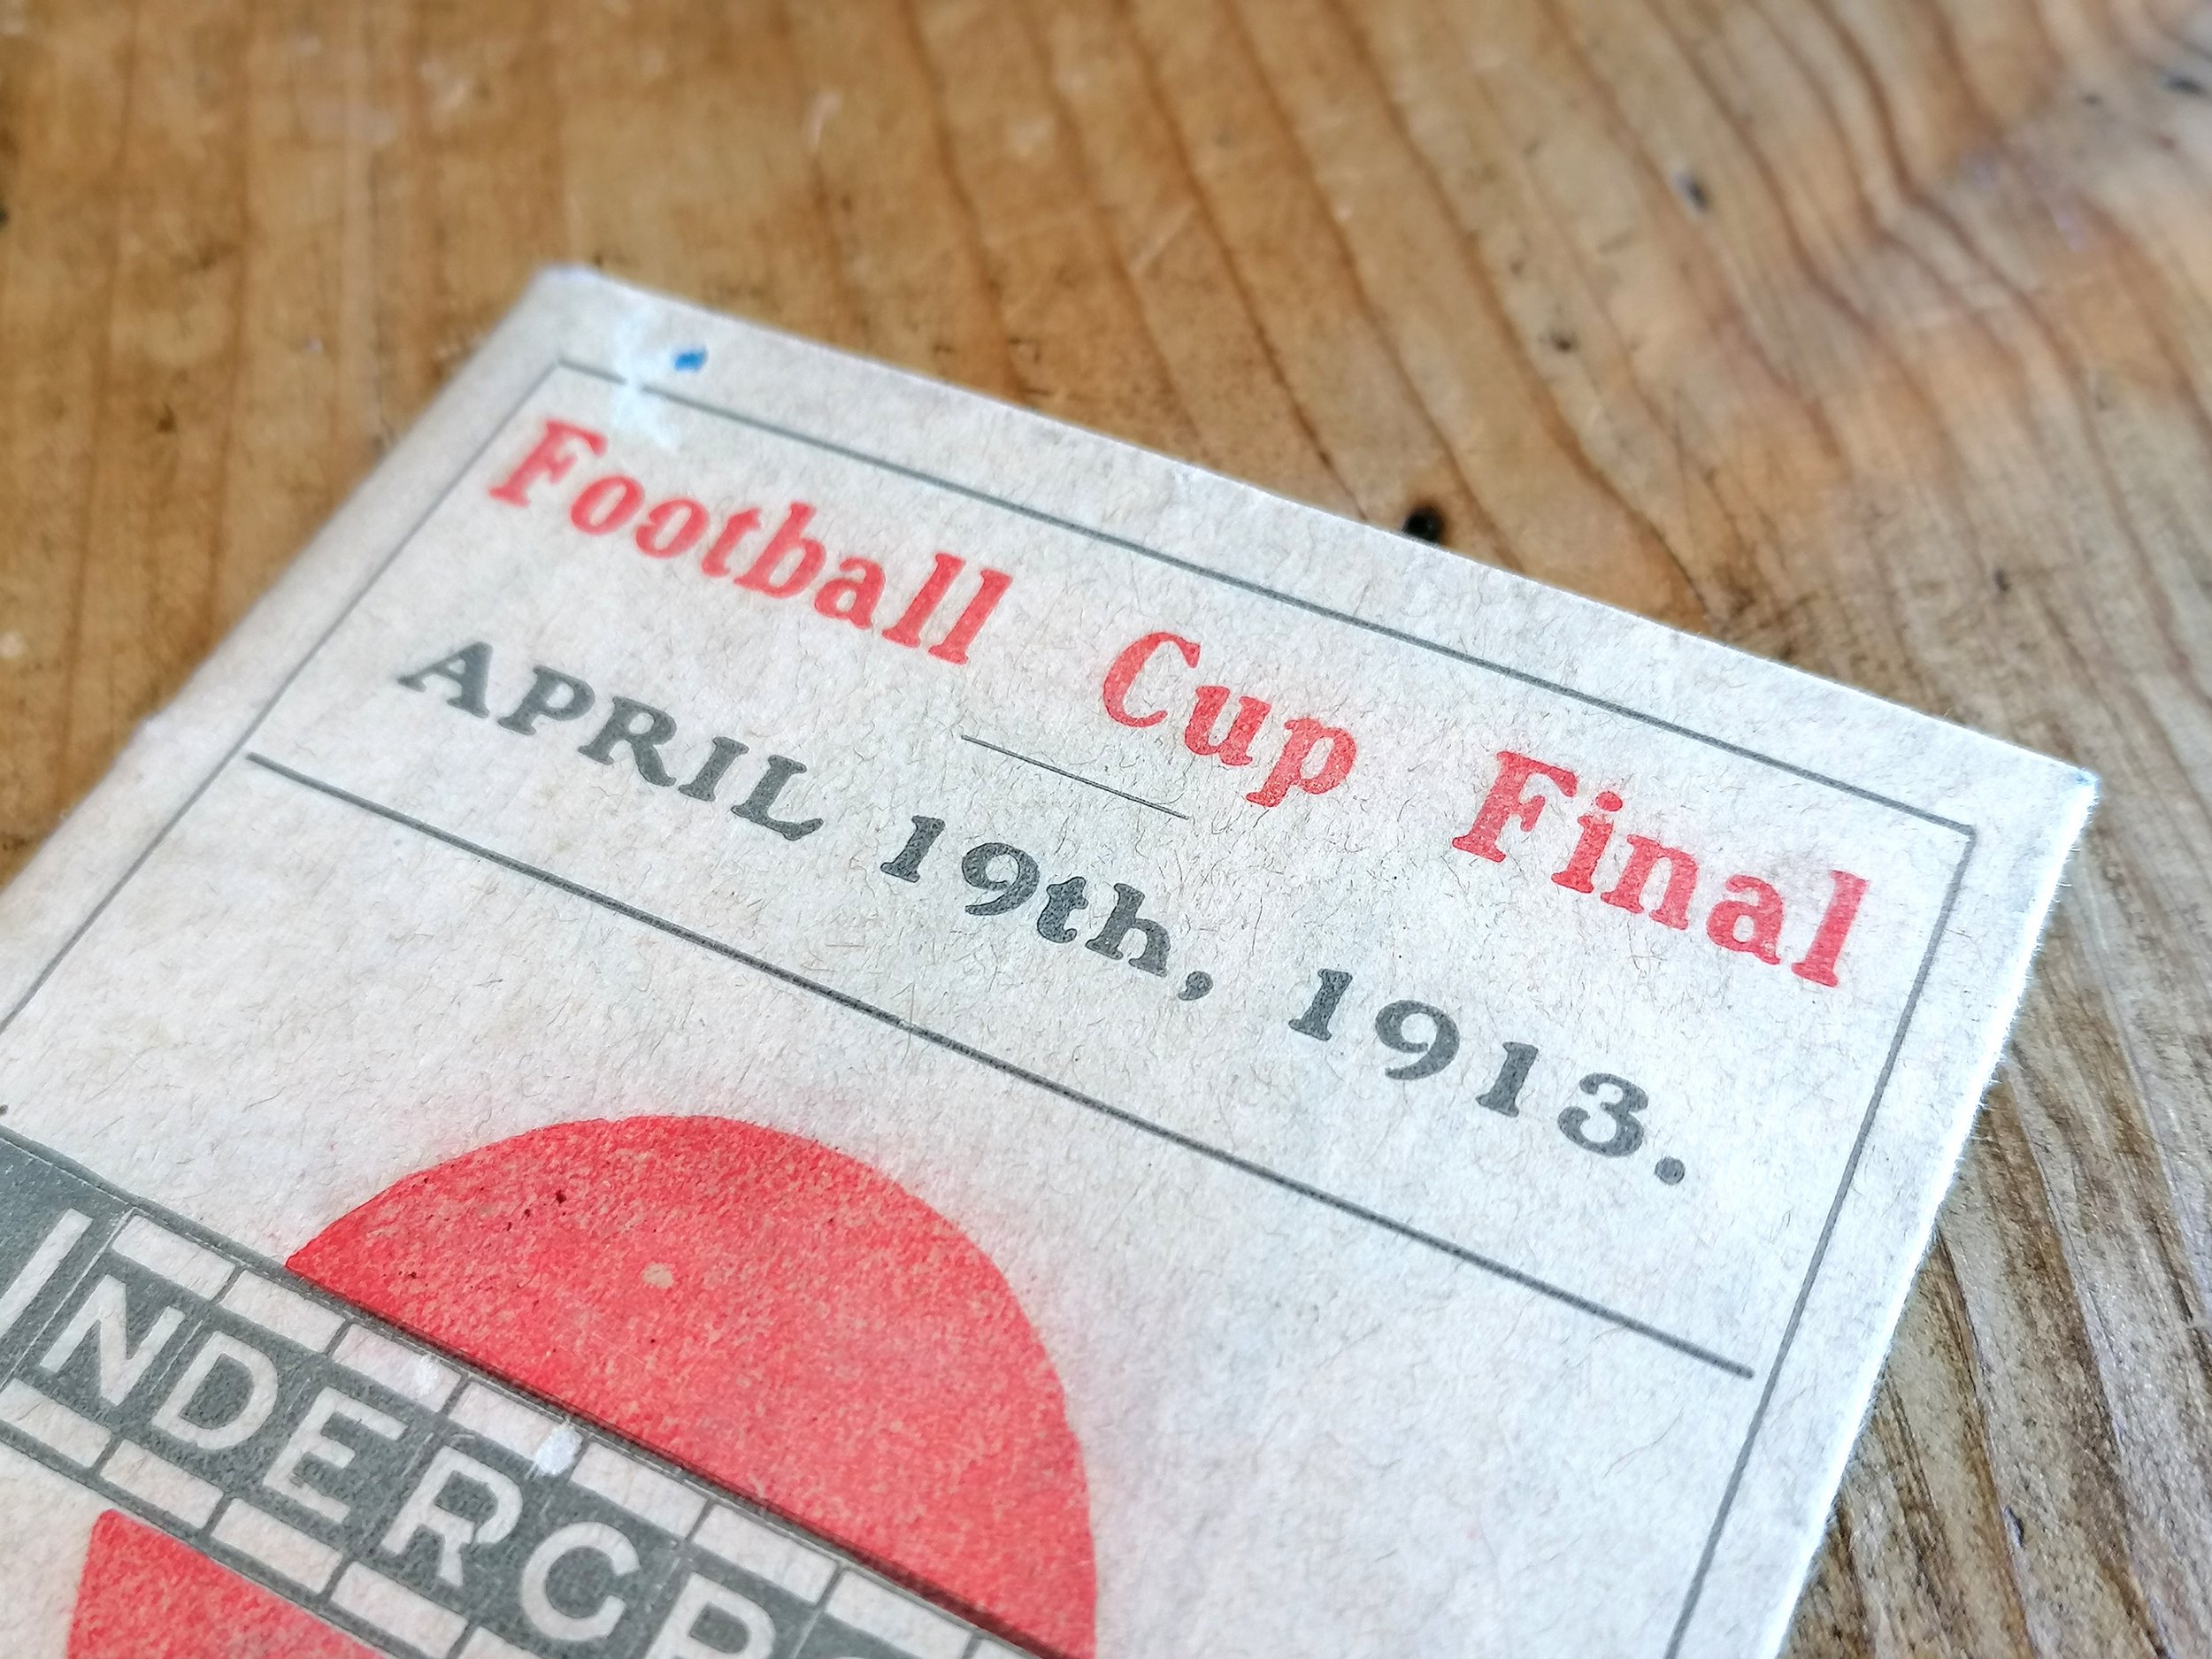 Football Cup Final
APRIL 19th, 1913.